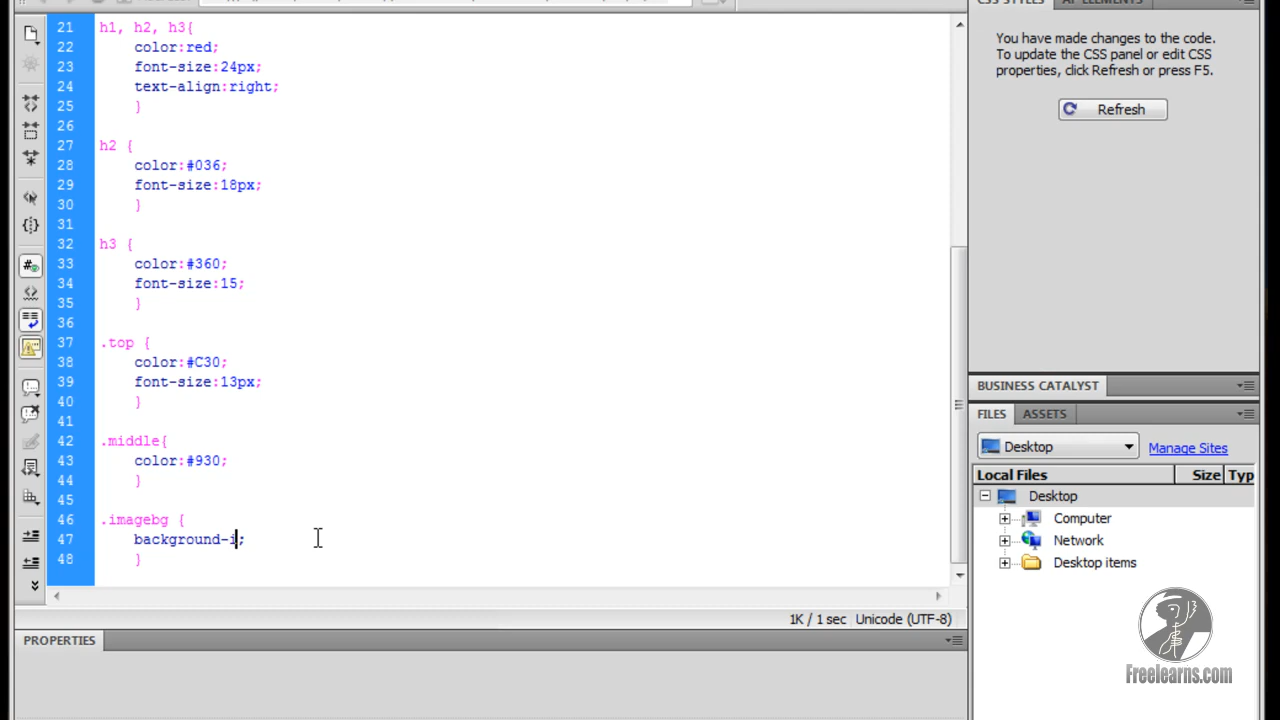 CSS STYLES AP ELEMENTS
You have made changes to the code.
To update the CSS panel or edit CSS
properties, click Refresh or press F5.
Refresh
21 h1, h2, h3{
22 color:red;
23 font-size:24px;
24 text-align:right;
25 }
26
27 h2 {
28 color:#036;
29 font-size:18px;
30 }
31
32 h3 {
33 color:#360;
34 font-size:15;
35 }
36
37 .top {
38 color:#C30;
39 font-size:13px;
40 }
41
42 .middle{
43 color:#930;
44 }
45
46 .imagebg {
47 background-i;
48 }
1K / 1 sec Unicode (UTF-8)
PROPERTIES
BUSINESS CATALYST
FILES ASSETS
Desktop Manage Sites
Local Files Size Typ
Desktop
Computer
Network
Desktop items
Freelearns.com